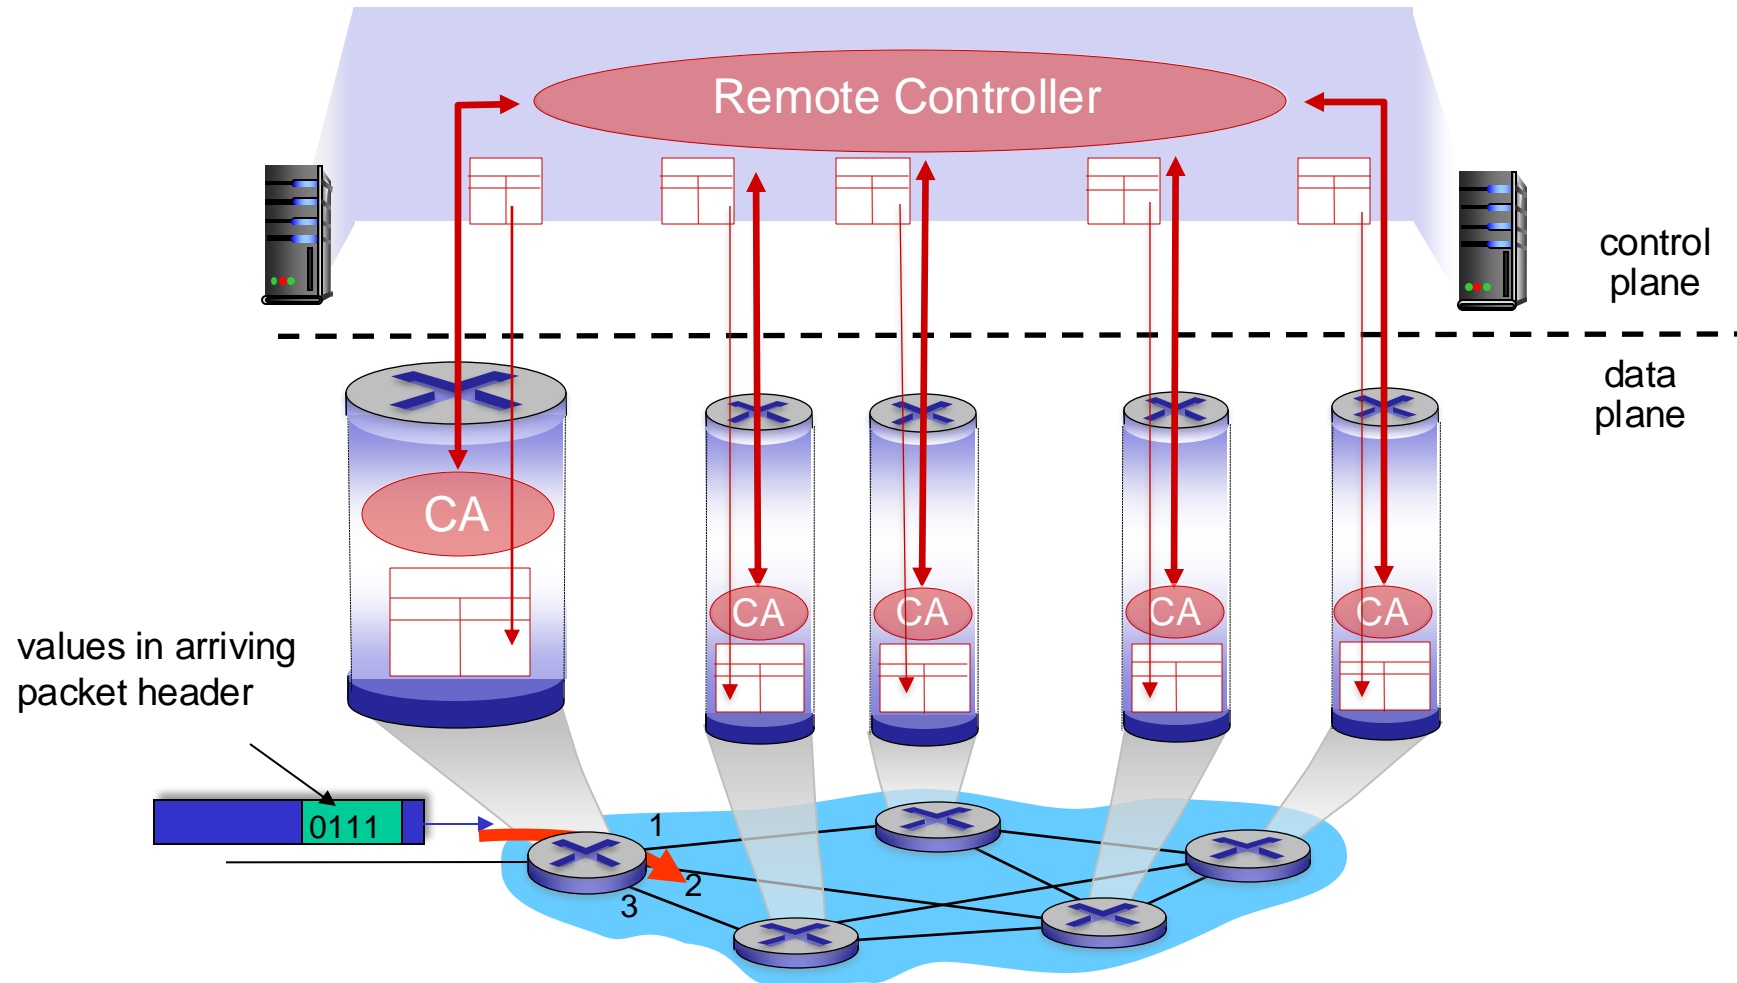 Remote Controller
control
plane
data
plane
CA
CA
CA
CA
CA
values in arriving
packet header
0111
1
2
3